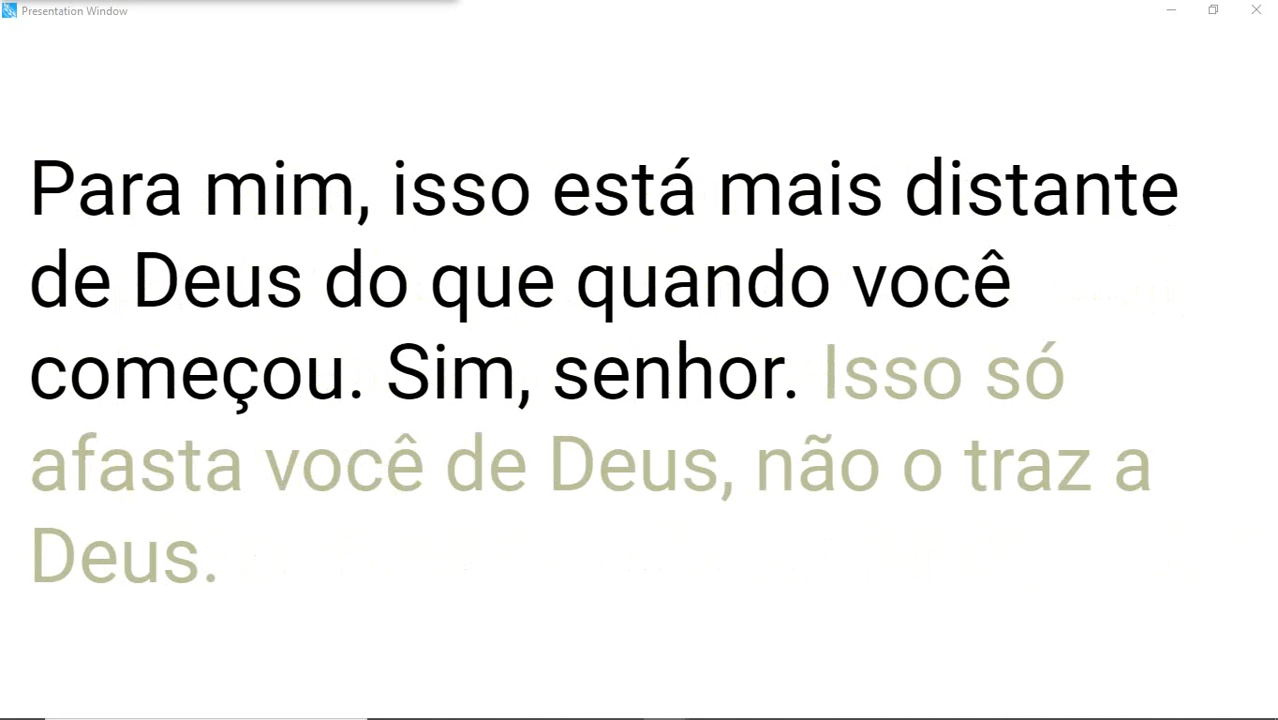 Presentation Window
Para mim, isso está mais distante
de Deus do que quando você
começou. Sim, senhor. Isso só
afasta você de Deus, não o traz a
Deus.